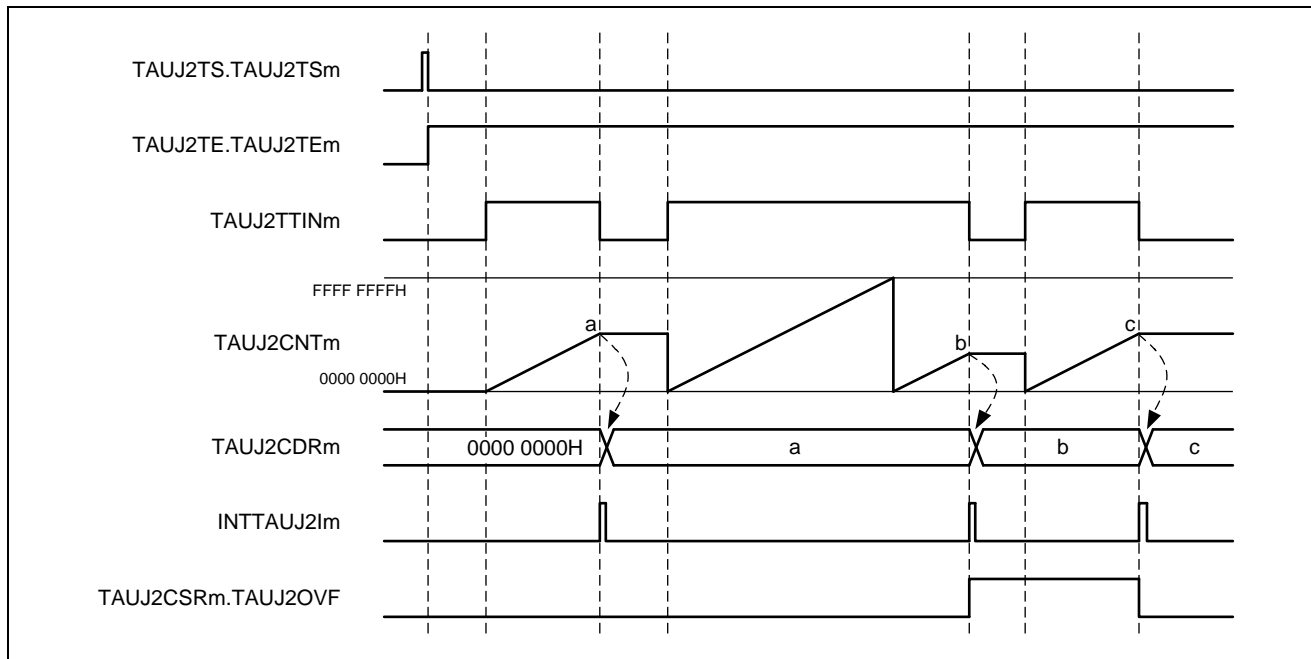 TAUJ2TS.TAUJ2TSm
TAUJ2TE.TAUJ2TEm
TAUJ2TTINm
FFFF FFFFH
TAUJ2CNTm
a
b
c
0000 0000H
TAUJ2CDRm
0000 0000H
a
b
c
INTTAUJ2Im
TAUJ2CSRm.TAUJ2OVF